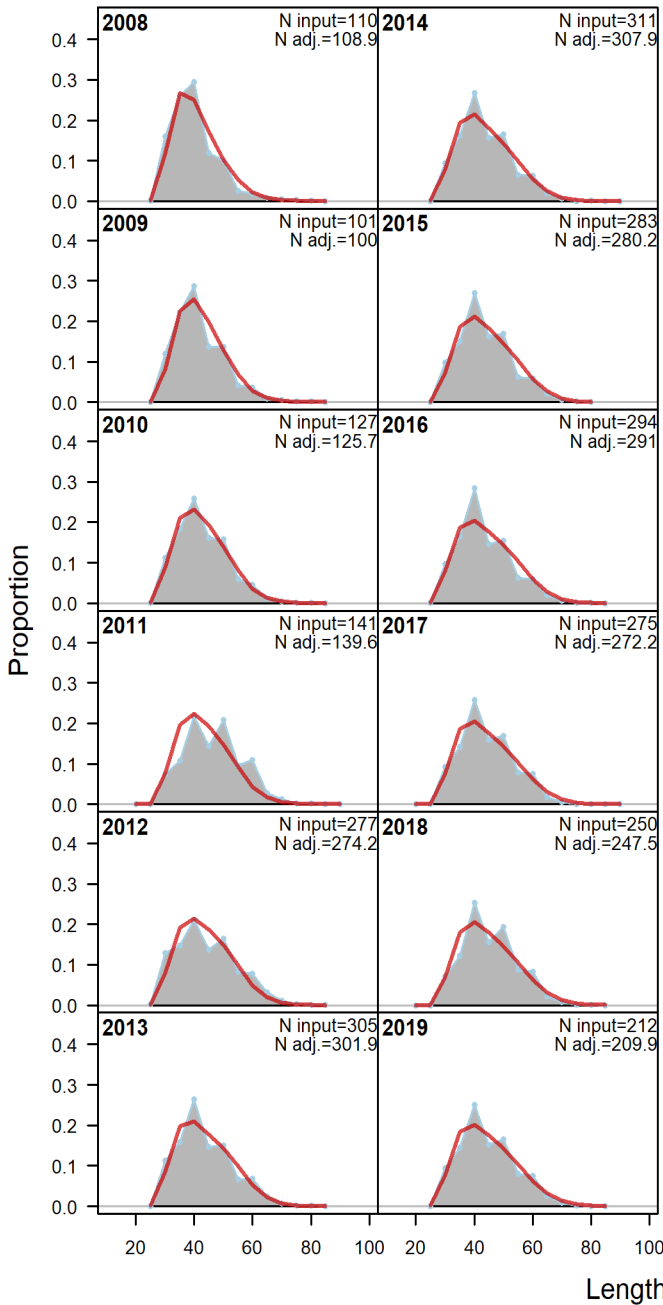 2008 N input=110
N adj.=108.9
2014 N input=311
N adj.=307.9
0.4
0.3
0.2
0.1
0.0
2009 N input=101
N adj.=100
2015 N input=283
N adj.=280.2
0.4
0.3
0.2
0.1
0.0
2010 N input=127
N adj.=125.7
2016 N input=294
N adj.=291
0.4
0.3
0.2
0.1
0.0
Proportion
2011 N input=141
N adj.=139.6
2017 N input=275
N adj.=272.2
0.4
0.3
0.2
0.1
0.0
2012 N input=277
N adj.=274.2
2018 N input=250
N adj.=247.5
0.4
0.3
0.2
0.1
0.0
2013 N input=305
N adj.=301.9
2019 N input=212
N adj.=209.9
0.4
0.3
0.2
0.1
0.0
20 40 60 80 100 20 40 60 80 100
Length